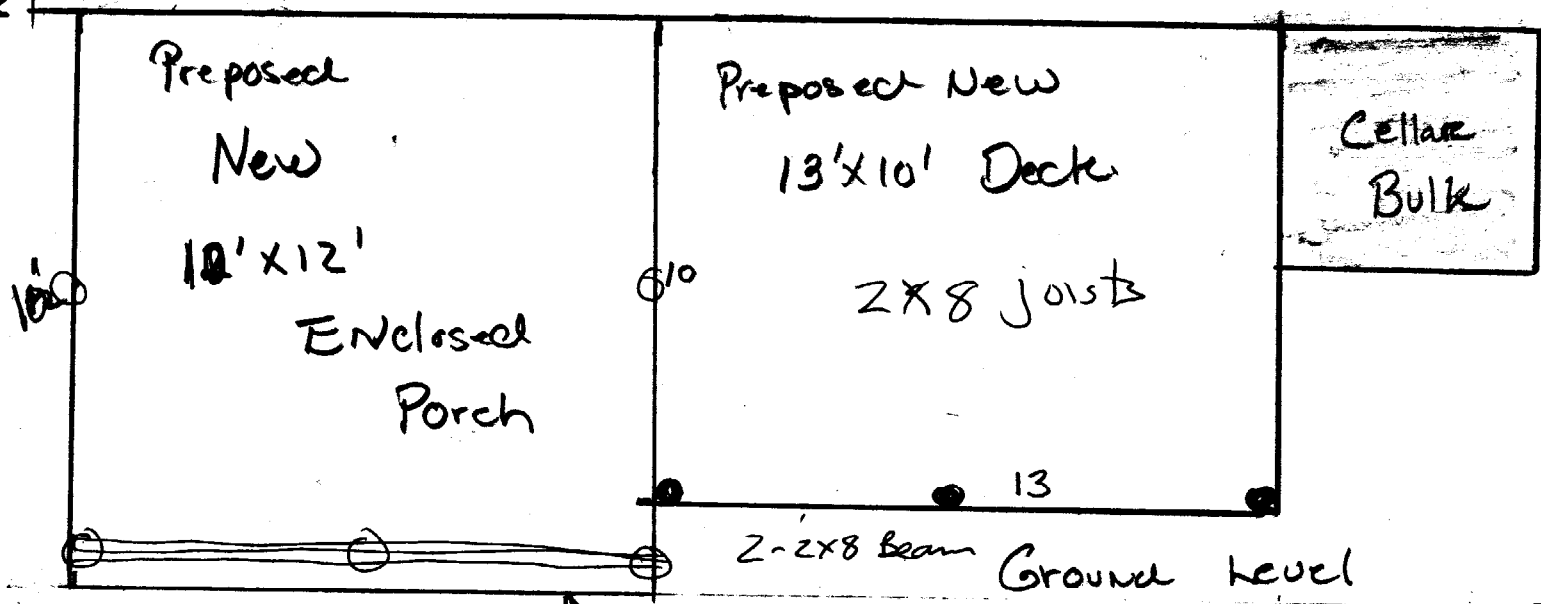 Preposed
New
12'X12'
ENclosed
Porch
Preposed New
13'X10' Deck
2X8 joists
Cellar
Bulk
10
13
2-2x8 Beam
Ground Level